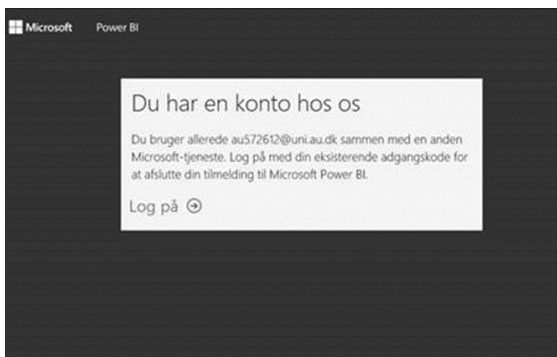 Microsoft Power BI
Du har en konto hos os
Du bruger allerede au572612@uni.au.dk sammen med en anden
Microsoft-tjeneste. Log på med din eksisterende adgangskode for
at afslutte din tilmelding til Microsoft Power BI.
Log på